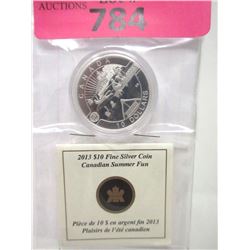 AUCTIONS
784
CANADA
10 DOLLARS
2013 $10 Fine Silver Coin
Canadian Summer Fun
Pièce de 10 $ en argent fin 2013
Plaisirs de l'été canadien